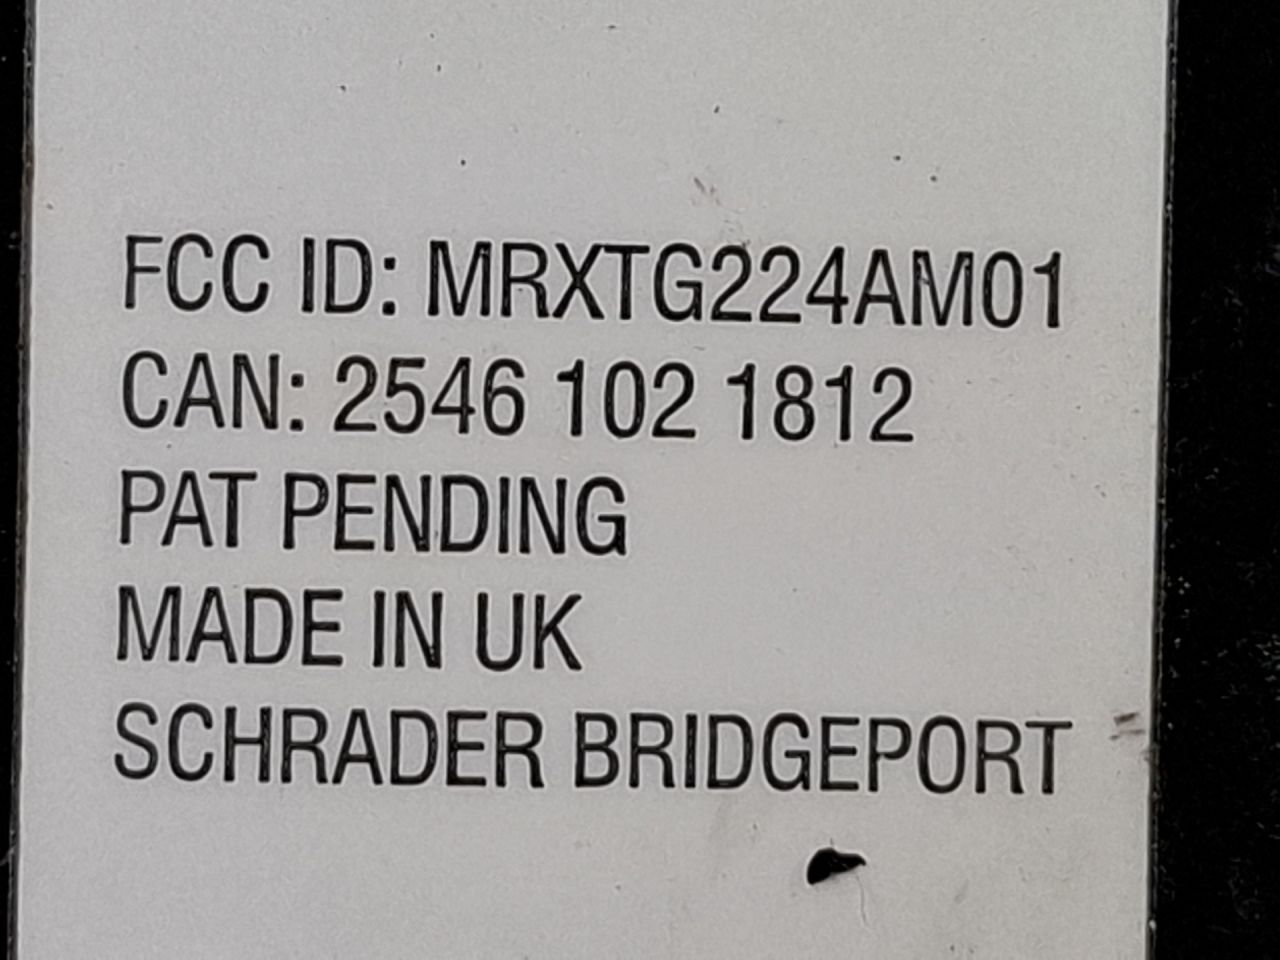 FCC ID: MRXTG224AM01
CAN: 2546 102 1812
PAT PENDING
MADE IN UK
SCHRADER BRIDGEPORT